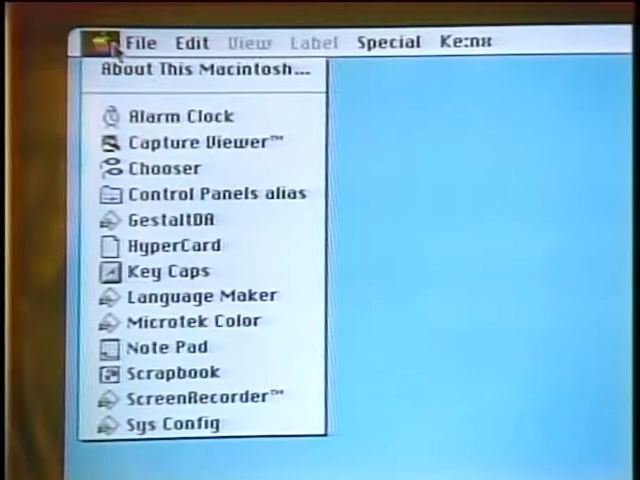 File Edit View Label Special Ke:nx
About This Macintosh...
Alarm Clock
Capture Viewer™
Chooser
Control Panels alias
GestaltDA
HyperCard
Key Caps
Language Maker
Microtek Color
Note Pad
Scrapbook
ScreenRecorder™
Sys Config